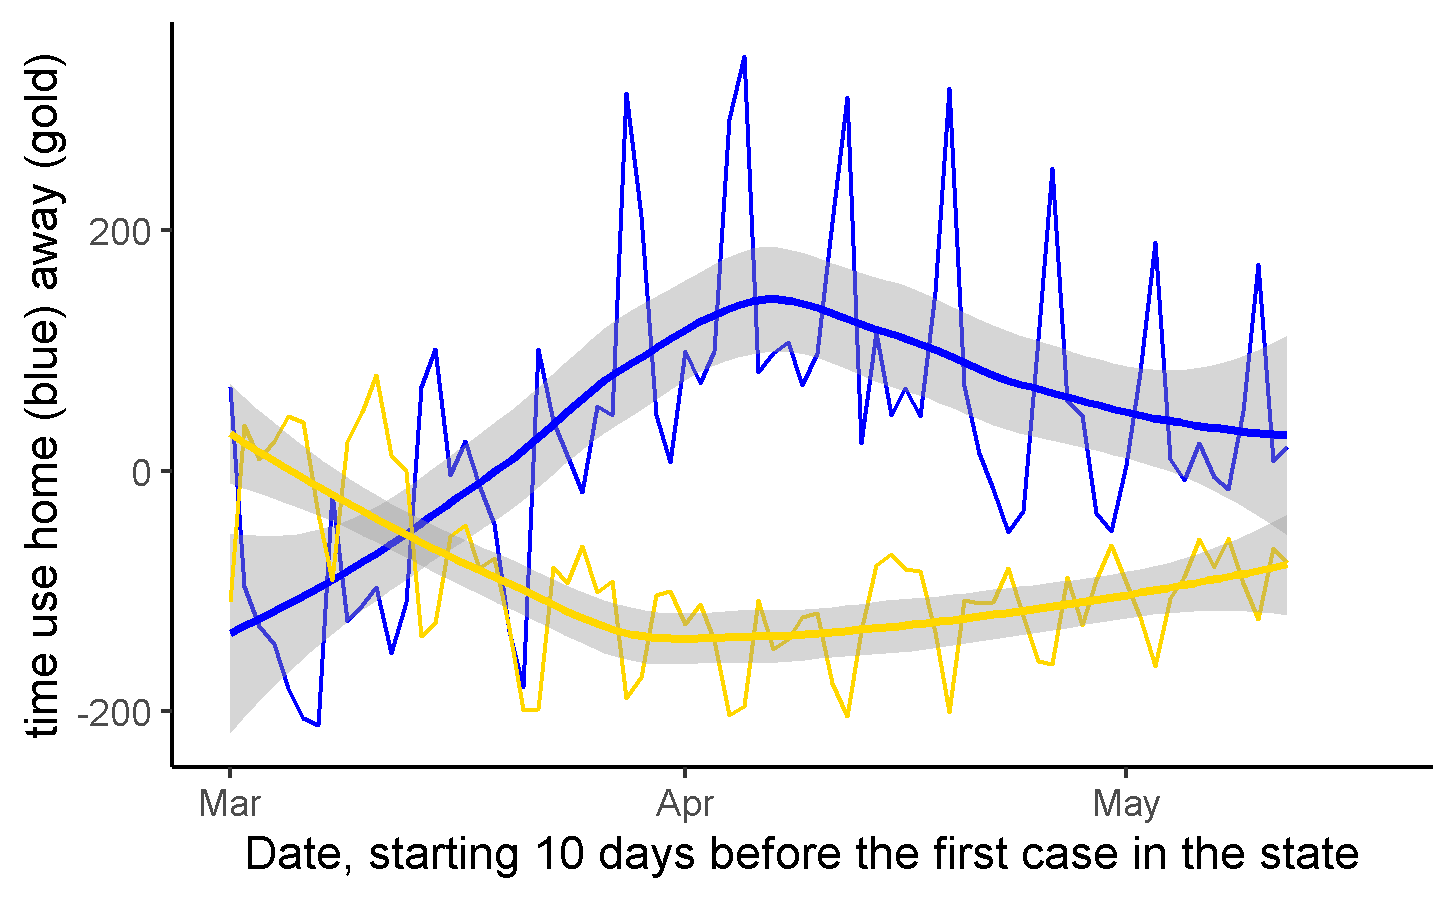 time use home (blue) away (gold)
200
0
-200
Mar
Apr
May
Date, starting 10 days before the first case in the state